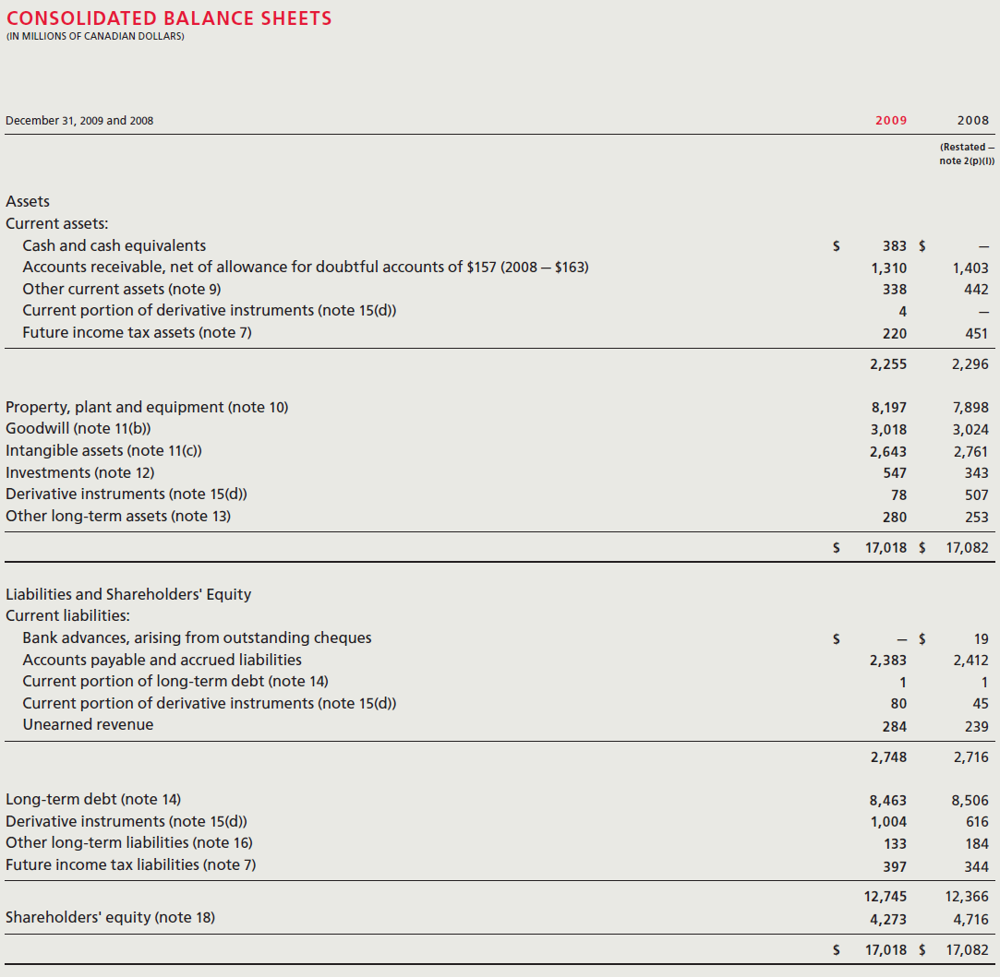 CONSOLIDATED BALANCE SHEETS
(IN MILLIONS OF CANADIAN DOLLARS)
December 31, 2009 and 2008 2009 2008
(Restated –
note 2(p)(I))
Assets
Current assets:
Cash and cash equivalents $ 383 $ –
Accounts receivable, net of allowance for doubtful accounts of $157 (2008 – $163) 1,310 1,403
Other current assets (note 9) 338 442
Current portion of derivative instruments (note 15(d)) 4 –
Future income tax assets (note 7) 220 451
2,255 2,296
Property, plant and equipment (note 10) 8,197 7,898
Goodwill (note 11(b)) 3,018 3,024
Intangible assets (note 11(c)) 2,643 2,761
Investments (note 12) 547 343
Derivative instruments (note 15(d)) 78 507
Other long-term assets (note 13) 280 253
$ 17,018 $ 17,082
Liabilities and Shareholders' Equity
Current liabilities:
Bank advances, arising from outstanding cheques $ – $ 19
Accounts payable and accrued liabilities 2,383 2,412
Current portion of long-term debt (note 14) 1 1
Current portion of derivative instruments (note 15(d)) 80 45
Unearned revenue 284 239
2,748 2,716
Long-term debt (note 14) 8,463 8,506
Derivative instruments (note 15(d)) 1,004 616
Other long-term liabilities (note 16) 133 184
Future income tax liabilities (note 7) 397 344
12,745 12,366
Shareholders' equity (note 18) 4,273 4,716
$ 17,018 $ 17,082